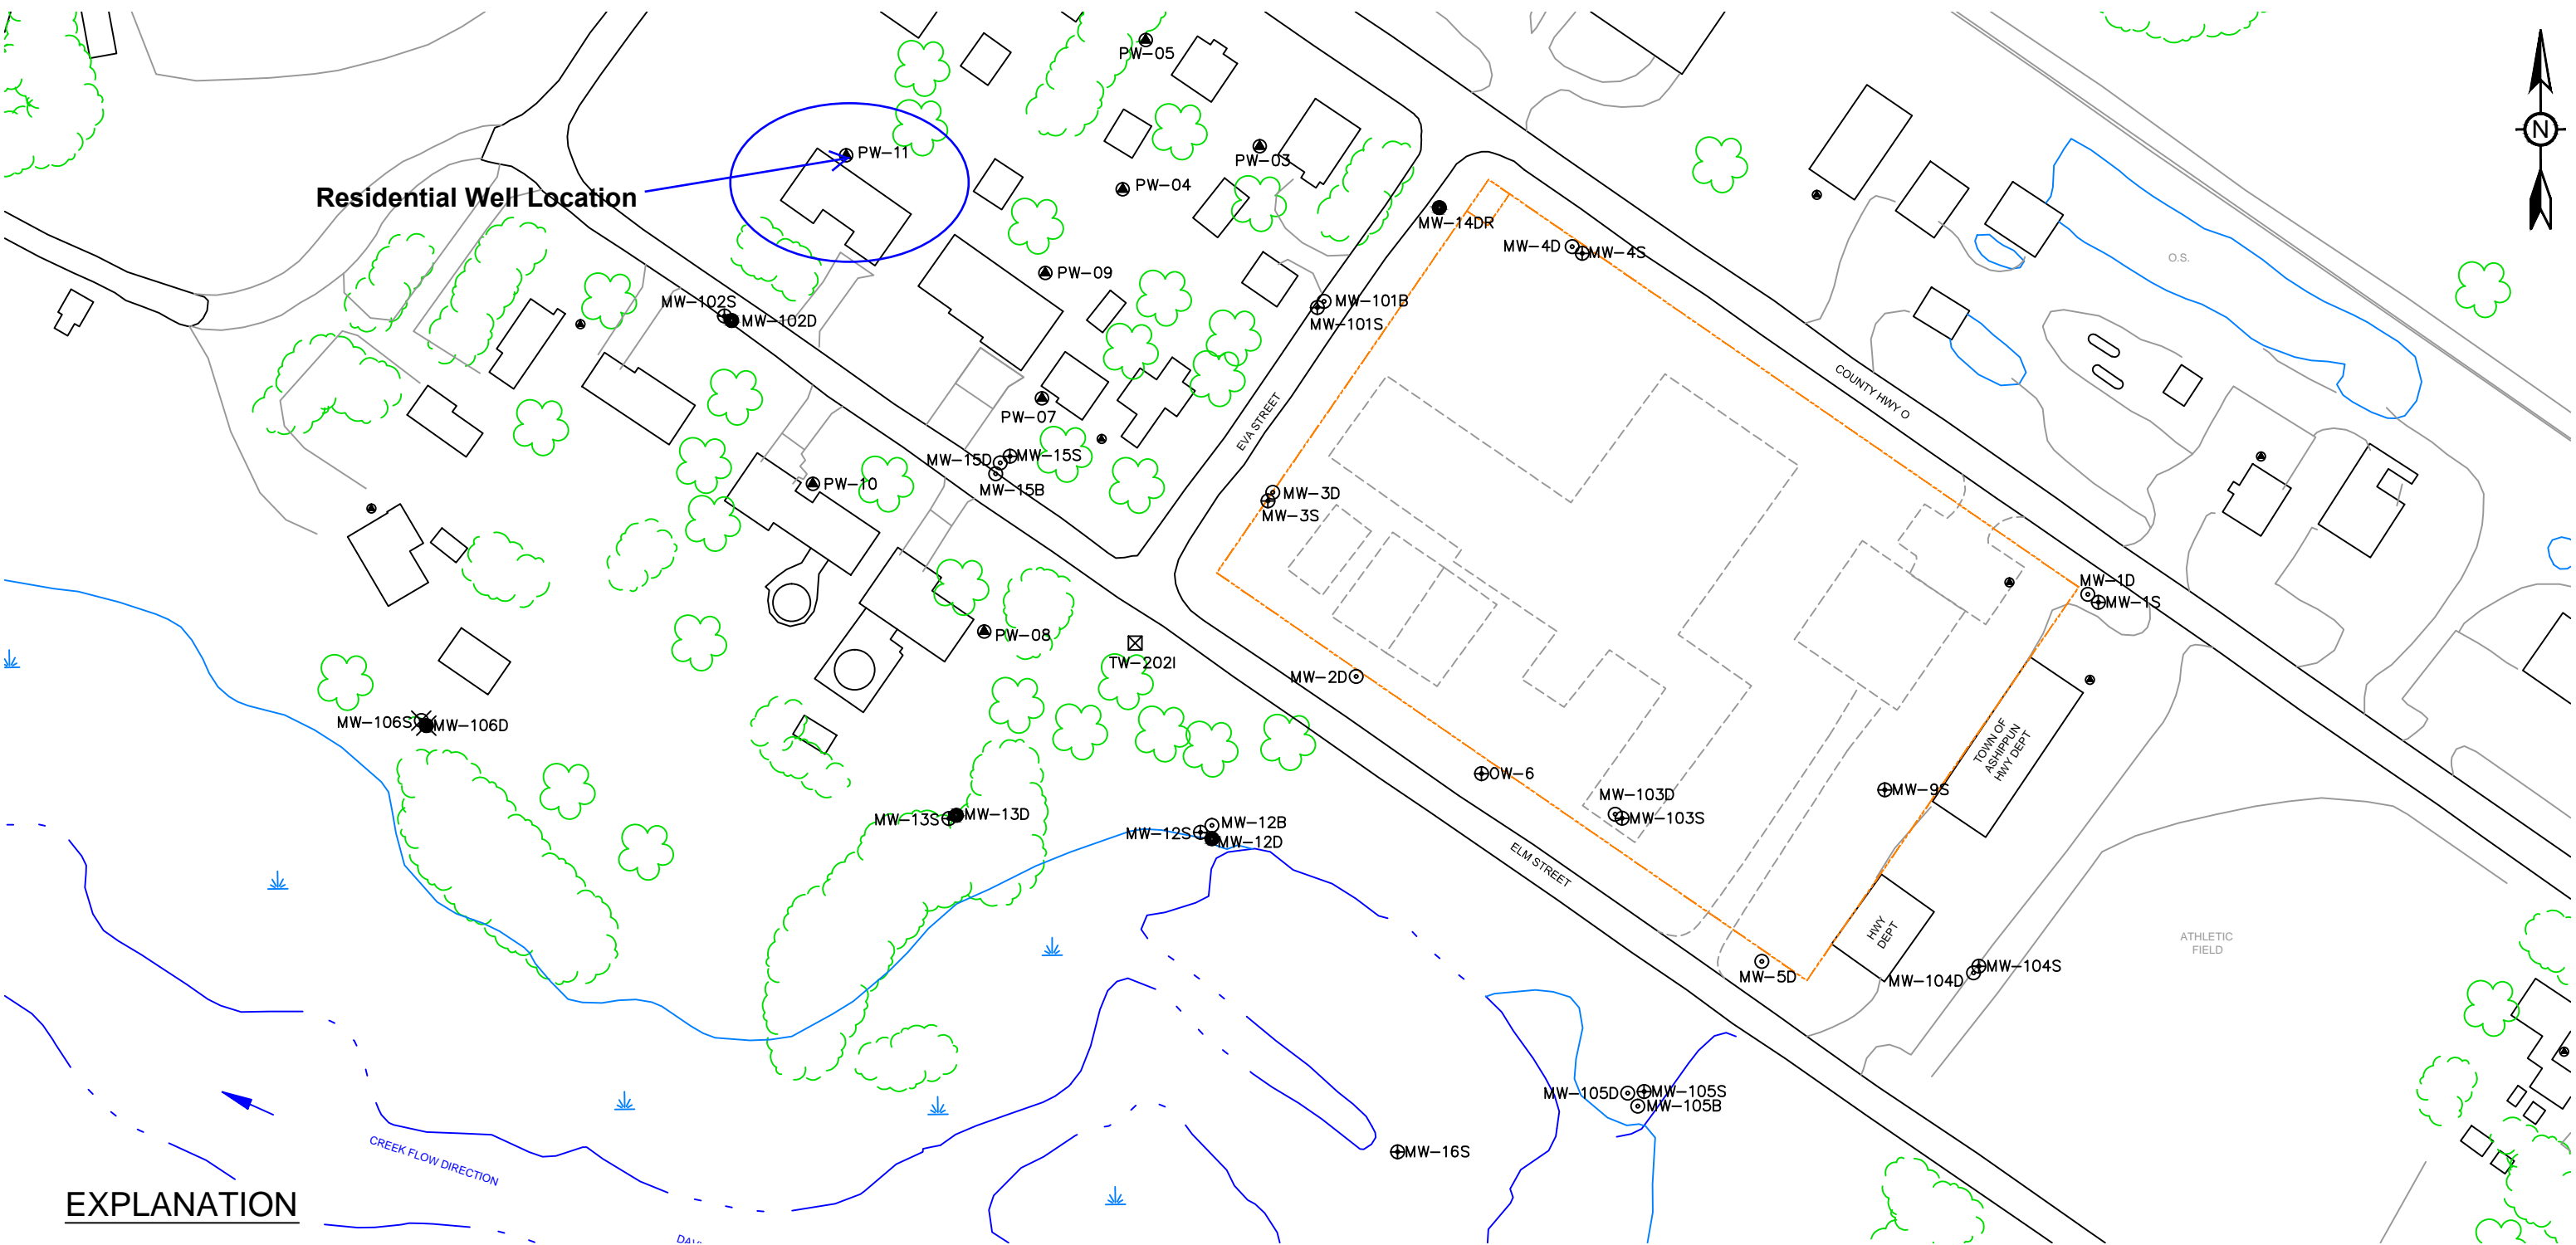 PW-05
PW-11
PW-03
PW-04
Residential Well Location
N
MW-14DR
MW-4D
MW-4S
O.S.
PW-09
MW-102S
MW-102D
MW-101B
MW-101S
COUNTY HWY O
PW-07
EVA STREET
MW-15D
MW-15S
MW-15B
PW-10
MW-3D
MW-3S
MW-1D
MW-1S
PW-08
TW-202I
MW-2D
MW-106S
MW-106D
TOWN OF
ASHIPPUN
HWY DEPT
OW-6
MW-9S
MW-103D
MW-103S
MW-13S
MW-13D
MW-12B
MW-12S
MW-12D
ELM STREET
HWY
DEPT
ATHLETIC
FIELD
MW-5D
MW-104S
MW-104D
MW-105D
MW-105S
MW-105B
CREEK FLOW DIRECTION
MW-16S
EXPLANATION